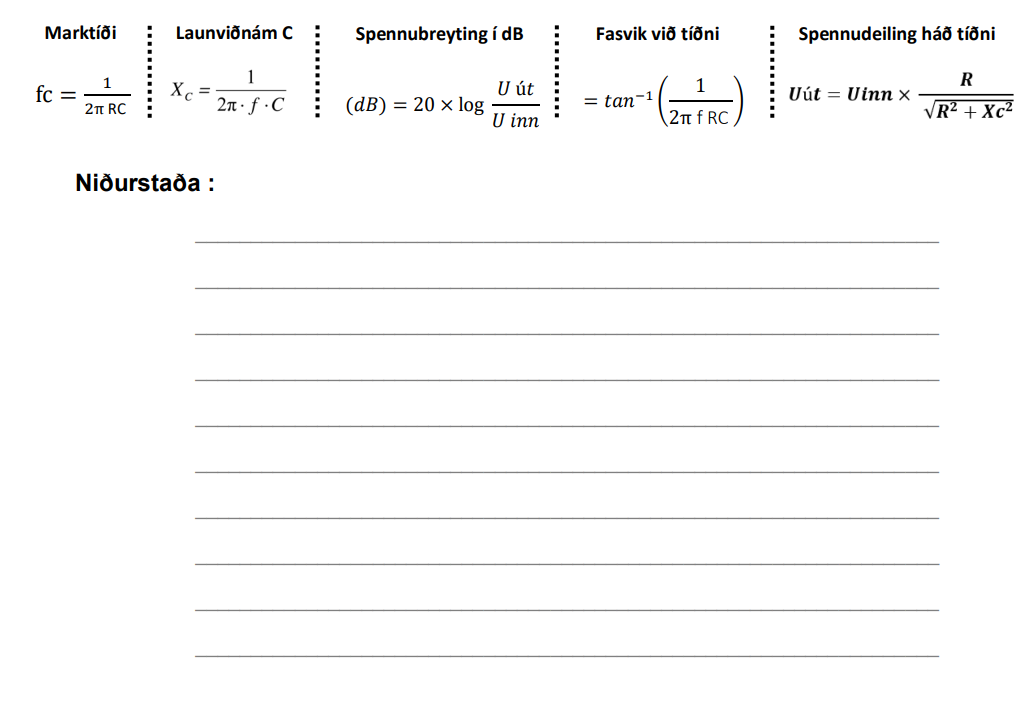 Marktíði
fc = 1 / 2π RC
Launviðnám C
X_C = 1 / 2π · f · C
Spennubreyting í dB
(dB) = 20 × log U út / U inn
Fasvik við tíðni
= tan⁻¹ (1 / 2π f RC)
Spennudeiling háð tíðni
Uút = Uinn × R / √R² + Xc²
Niðurstaða :